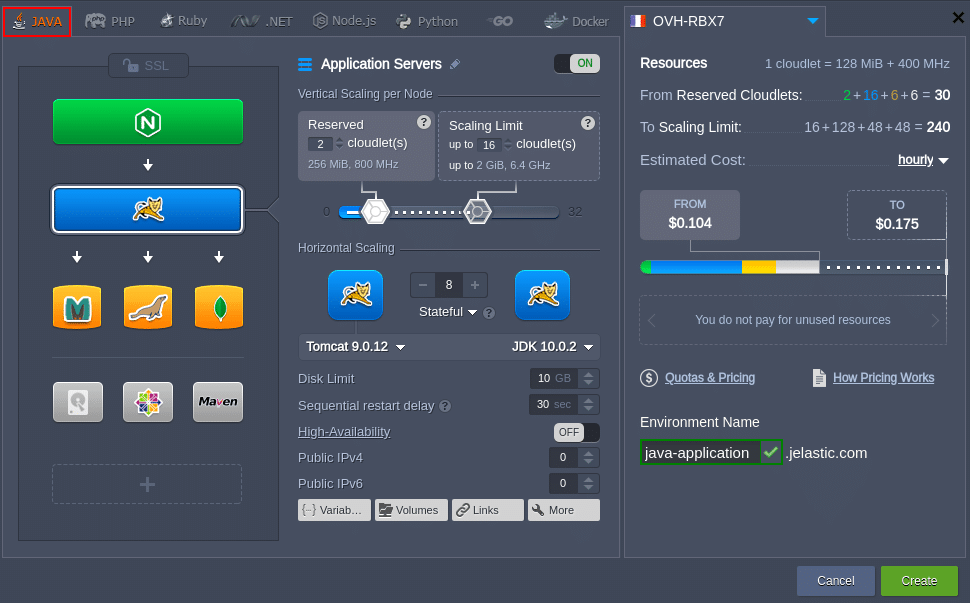 JAVA PHP Ruby .NET Node.js Python GO Docker
SSL
N
Maven
Application Servers ON
Vertical Scaling per Node
Reserved ?
2 cloudlet(s)
256 MiB, 800 MHz
Scaling Limit ?
up to 16 cloudlet(s)
up to 2 GiB, 6.4 GHz
0 32
Horizontal Scaling
− 8 +
Stateful ?
Tomcat 9.0.12 JDK 10.0.2
Disk Limit 10 GB
Sequential restart delay ? 30 sec
High-Availability OFF
Public IPv4 0
Public IPv6 0
Variab... Volumes Links More
OVH-RBX7
Resources 1 cloudlet = 128 MiB + 400 MHz
From Reserved Cloudlets: 2+16+6+6 = 30
To Scaling Limit: 16+128+48+48 = 240
Estimated Cost: hourly
FROM
$0.104
TO
$0.175
You do not pay for unused resources
$ Quotas & Pricing How Pricing Works
Environment Name
java-application .jelastic.com
Cancel Create